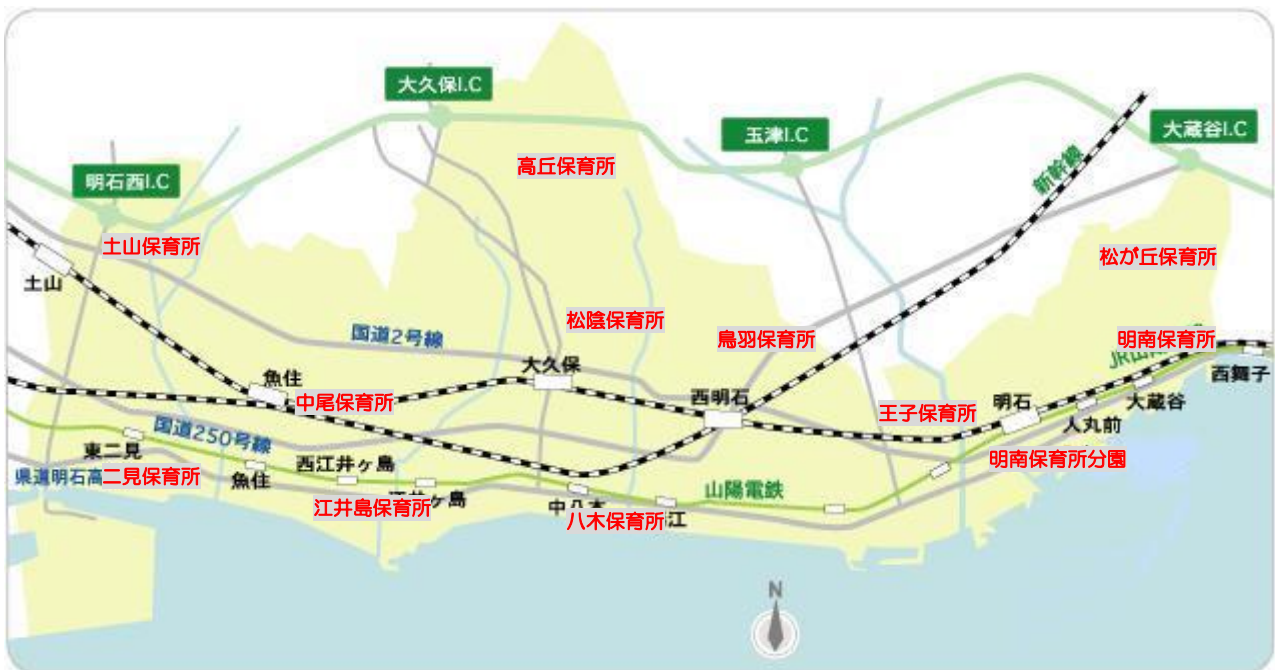 大久保I.C
大蔵谷I.C
玉津I.C
高丘保育所
新幹線
明石西I.C
土山保育所
松が丘保育所
土山
松陰保育所
国道2号線
鳥羽保育所
明南保育所
大久保
西舞子
魚住
西明石
中尾保育所
明石
大蔵谷
王子保育所
人丸前
国道250号線
東二見
西江井ヶ島
明南保育所分園
県道明石高
二見保育所
魚住
山陽電鉄
江井島保育所
ヶ島
八木保育所
江
N